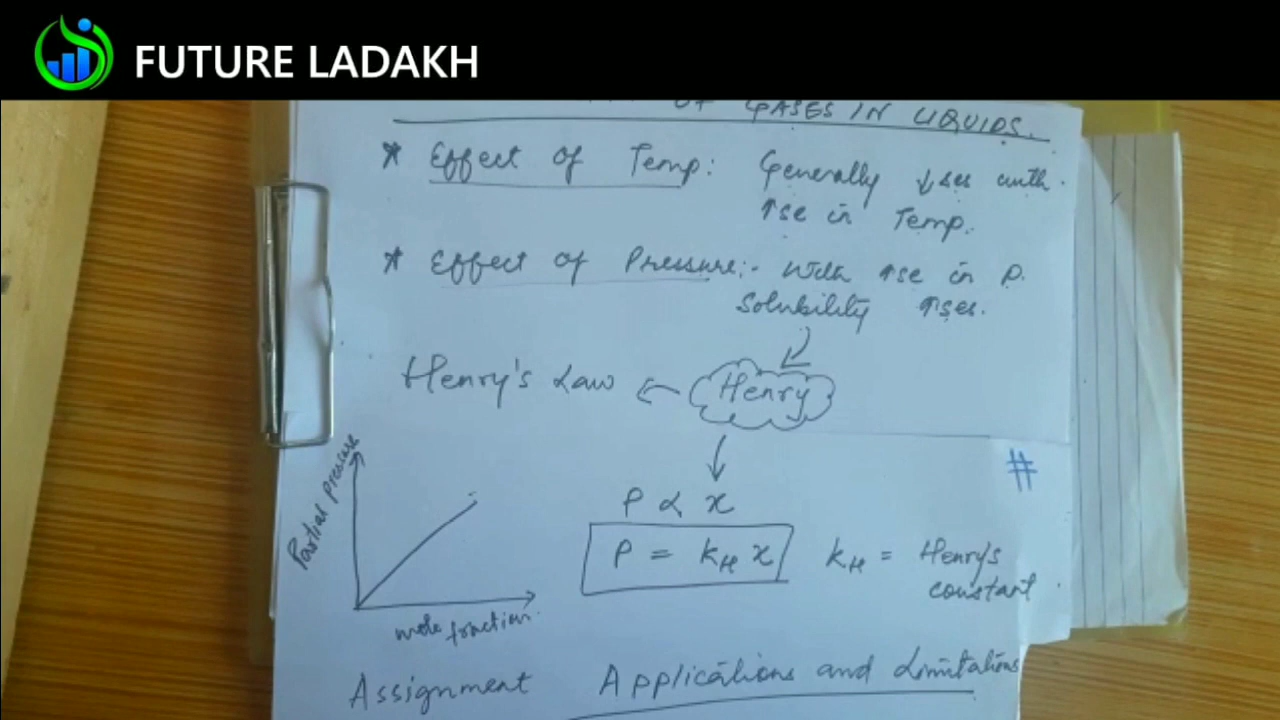 FUTURE LADAKH
OF GASES IN LIQUIDS.
* Effect of Temp: Generally ↓ses with
↑se in Temp.
* Effect of Pressure:- With ↑se in P.
Solubility ↑ses.
Henry's Law ← Henry
#
Partial pressure
P ∝ x
P = kH x
kH = Henry's
constant
mole fraction
Assignment Applications and Limitations